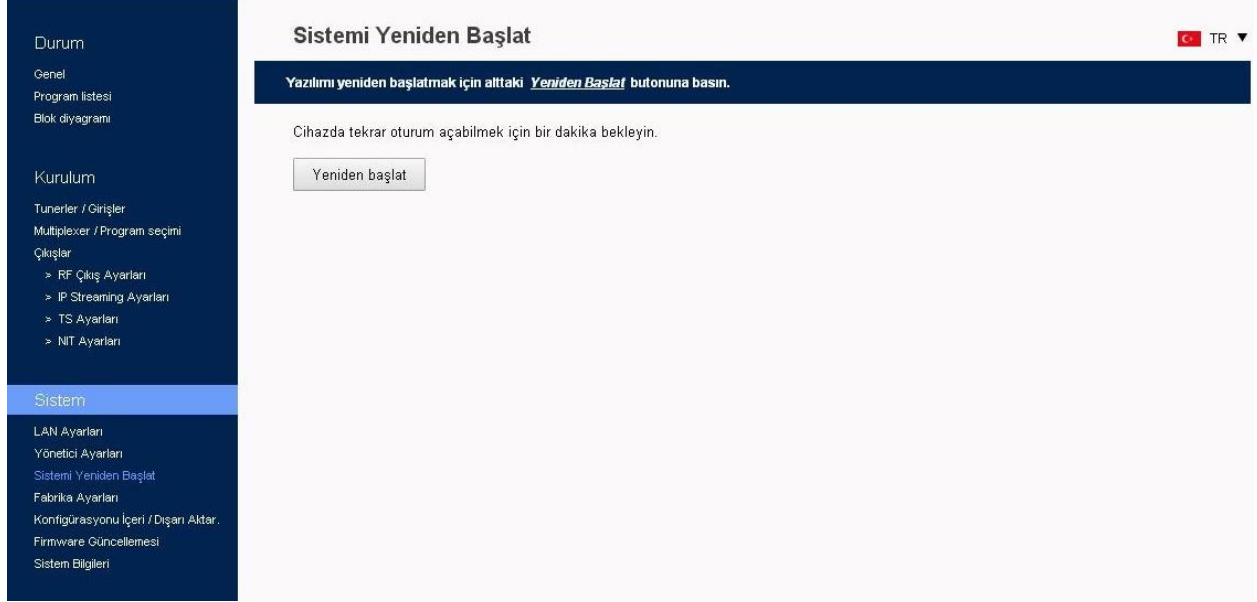 Durum
Genel
Program listesi
Blok diyagramı
Kurulum
Tunerler / Girişler
Multiplexer / Program seçimi
Çıkışlar
> RF Çıkış Ayarları
> IP Streaming Ayarları
> TS Ayarları
> NIT Ayarları
Sistem
LAN Ayarları
Yönetici Ayarları
Sistemi Yeniden Başlat
Fabrika Ayarları
Konfigürasyonu İçeri / Dışarı Aktar.
Firmware Güncellemesi
Sistem Bilgileri
Sistemi Yeniden Başlat
TR ▼
Yazılımı yeniden başlatmak için alttaki Yeniden Başlat butonuna basın.
Cihazda tekrar oturum açabilmek için bir dakika bekleyin.
Yeniden başlat